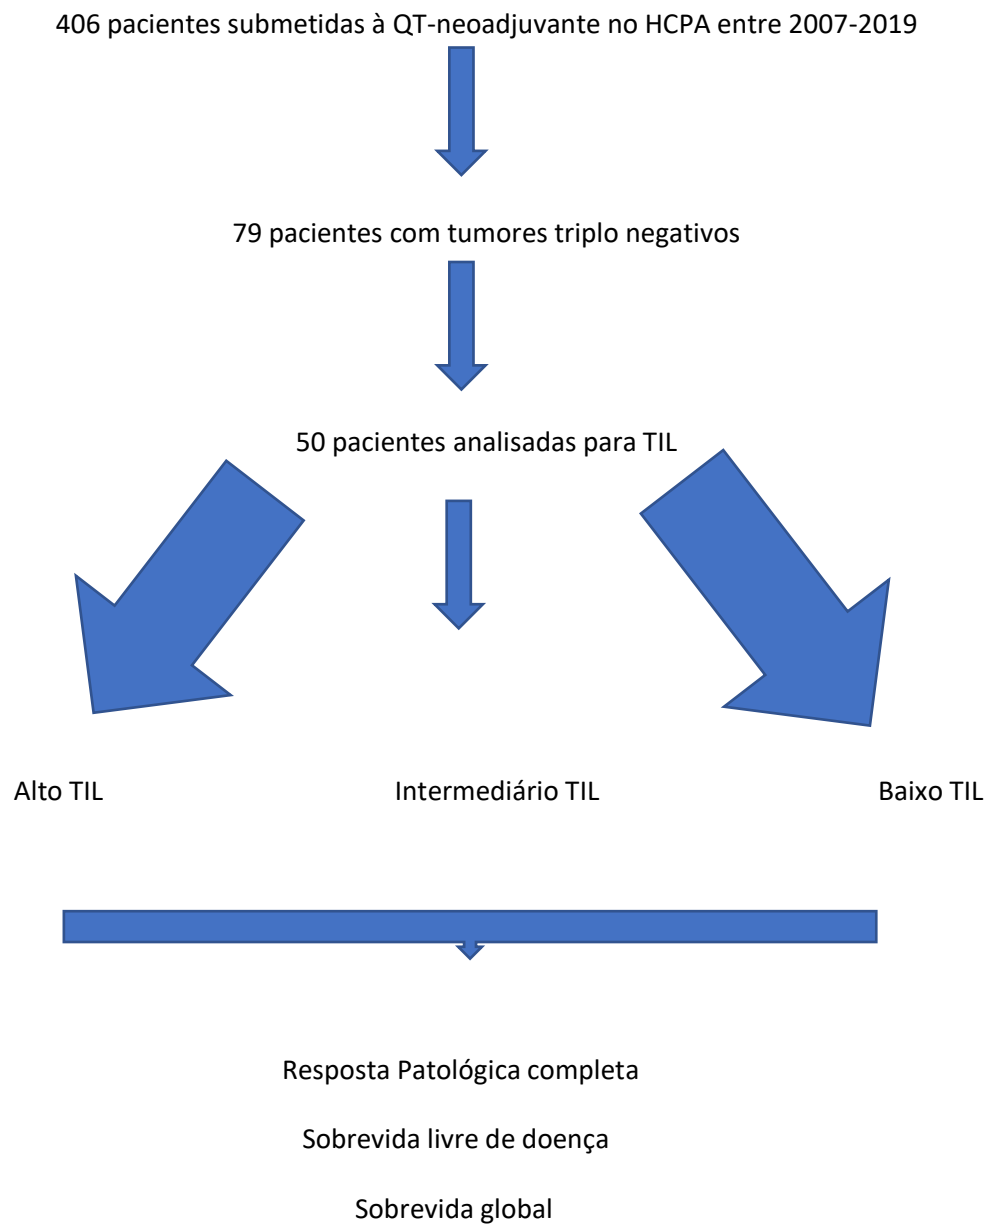 406 pacientes submetidas à QT-neoadjuvante no HCPA entre 2007-2019
79 pacientes com tumores triplo negativos
50 pacientes analisadas para TIL
Alto TIL
Intermediário TIL
Baixo TIL
Resposta Patológica completa
Sobrevida livre de doença
Sobrevida global